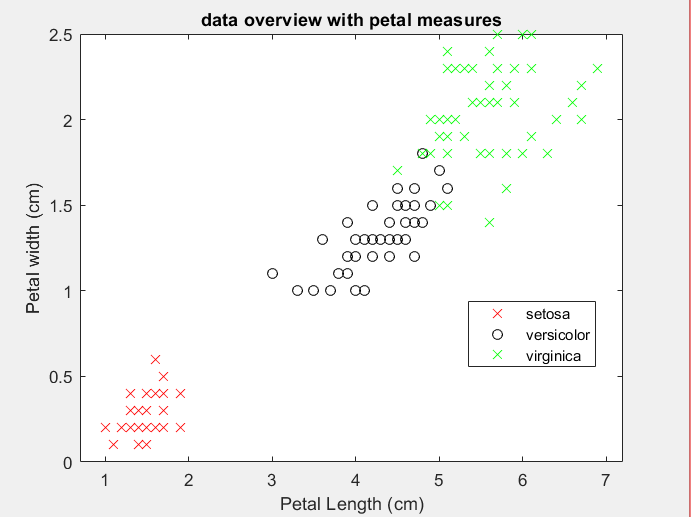 data overview with petal measures
2.5
2
1.5
1
0.5
0
Petal width (cm)
setosa
versicolor
virginica
1 2 3 4 5 6 7
Petal Length (cm)